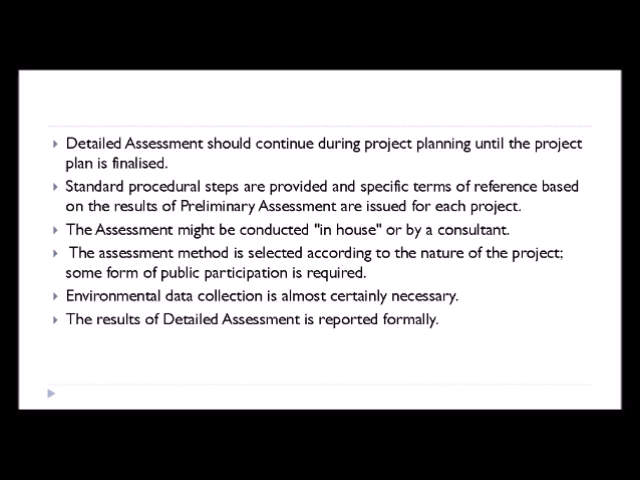 Detailed Assessment should continue during project planning until the project
plan is finalised.
Standard procedural steps are provided and specific terms of reference based
on the results of Preliminary Assessment are issued for each project.
The Assessment might be conducted "in house" or by a consultant.
The assessment method is selected according to the nature of the project;
some form of public participation is required.
Environmental data collection is almost certainly necessary.
The results of Detailed Assessment is reported formally.